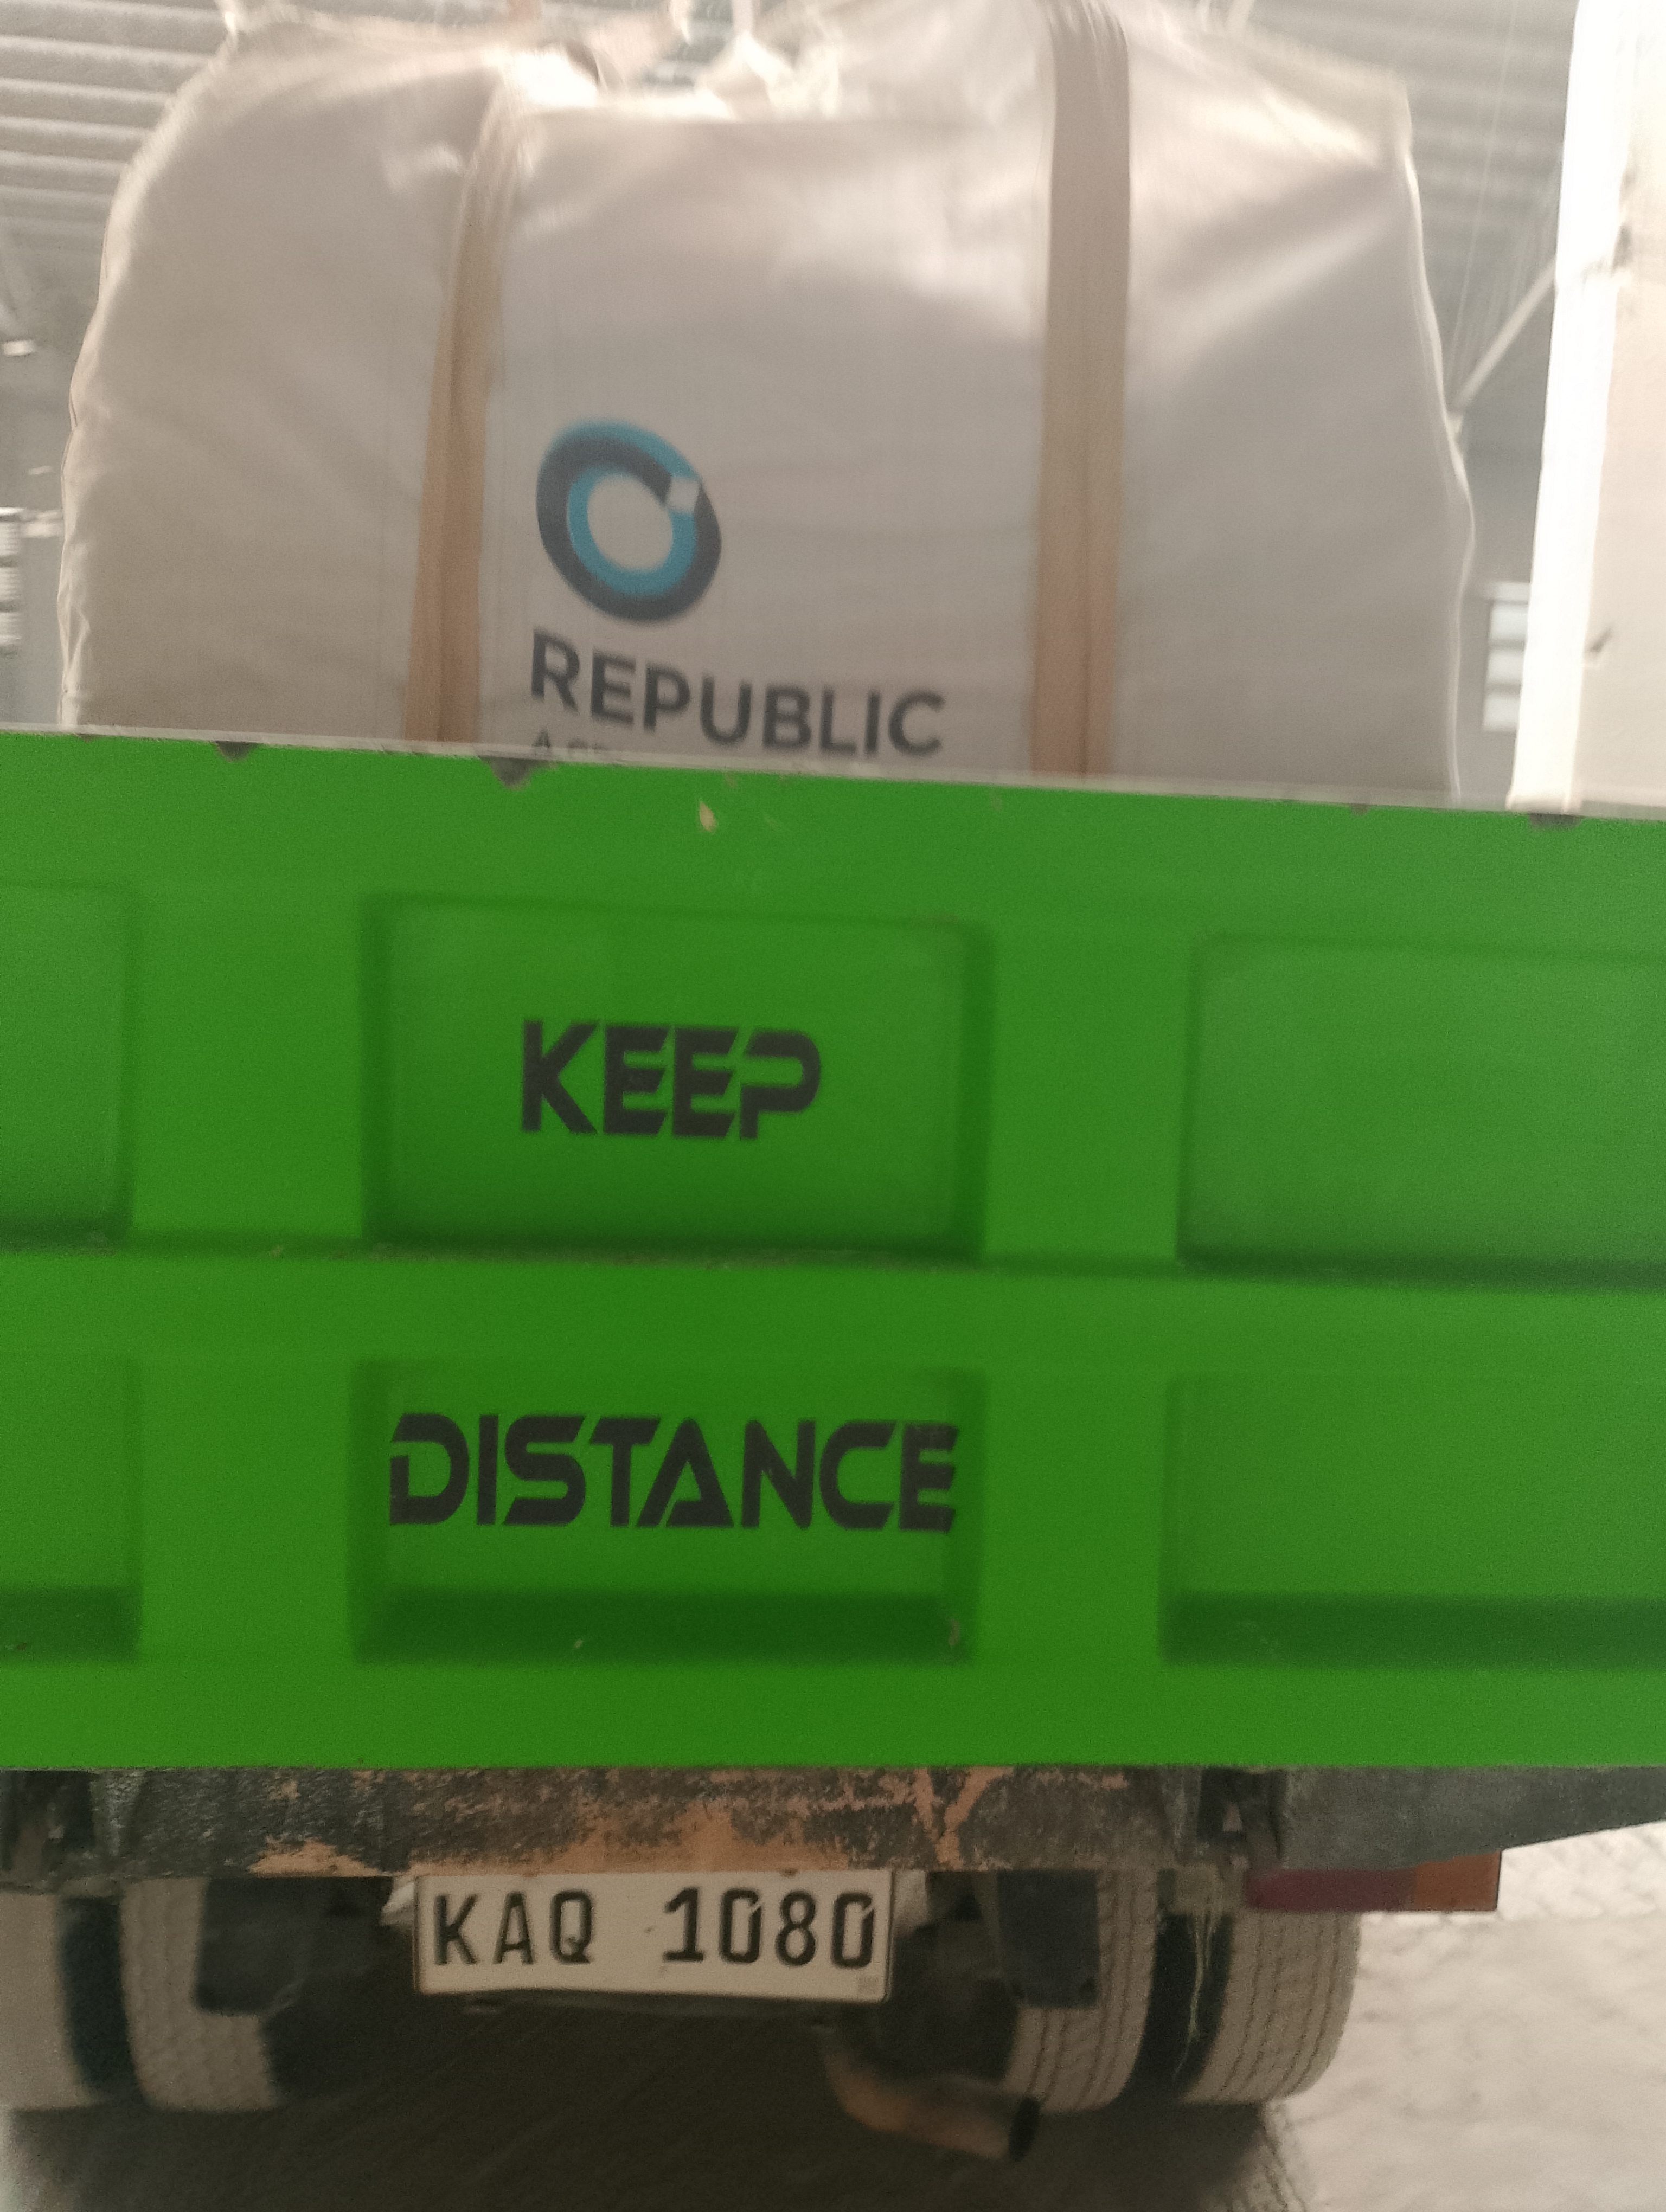 REPUBLIC
KEEP
DISTANCE
KAQ 1080